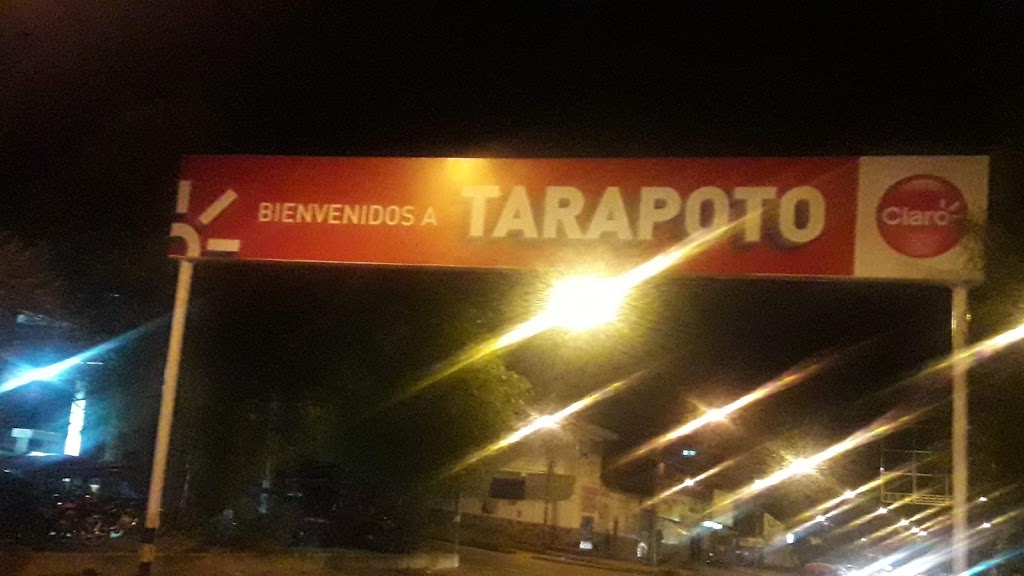 BIENVENIDOS A TARAPOTO
Claro